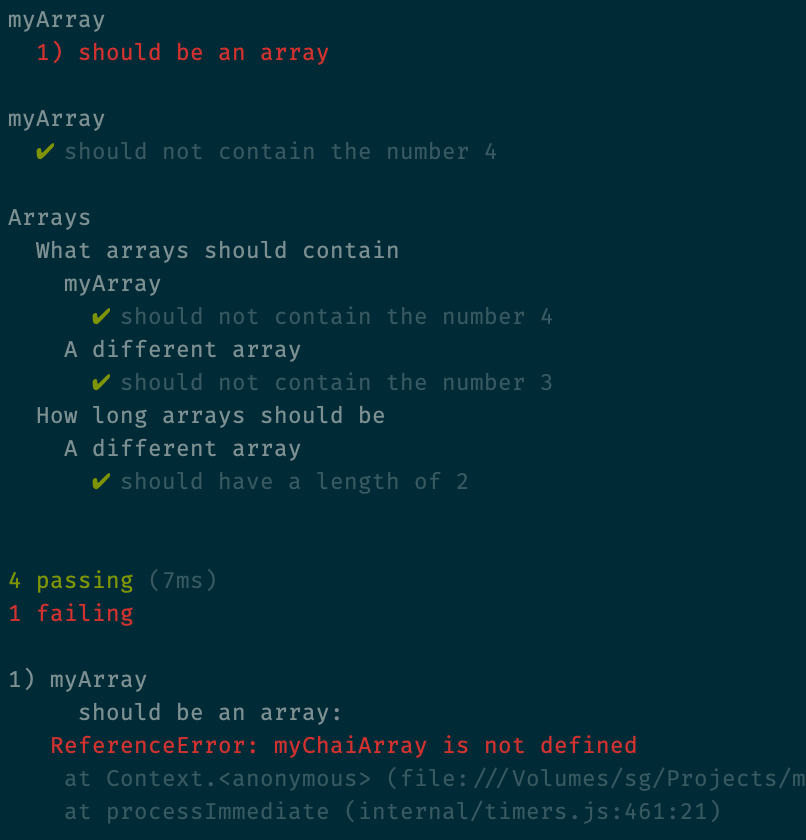 myArray
1) should be an array
myArray
✔ should not contain the number 4
Arrays
What arrays should contain
myArray
✔ should not contain the number 4
A different array
✔ should not contain the number 3
How long arrays should be
A different array
✔ should have a length of 2
4 passing (7ms)
1 failing
1) myArray
should be an array:
ReferenceError: myChaiArray is not defined
at Context.<anonymous> (file:///Volumes/sg/Projects/m
at processImmediate (internal/timers.js:461:21)